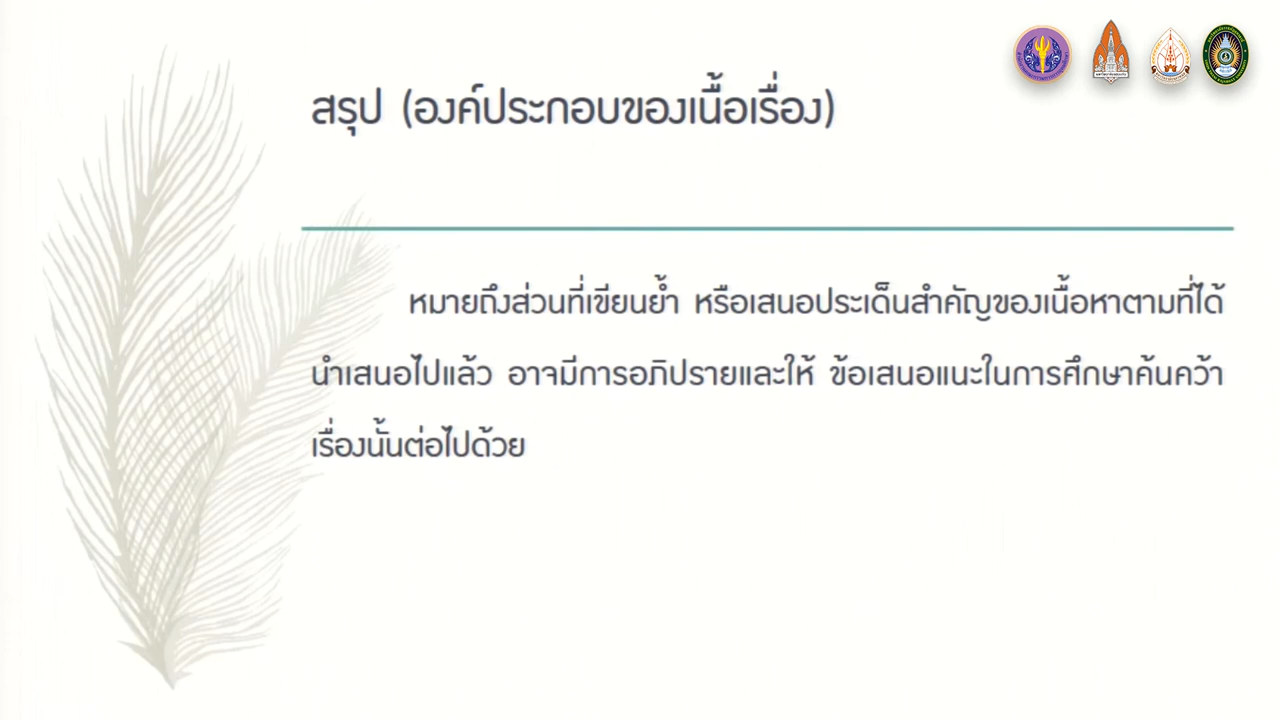 สรุป (องค์ประกอบของเนื้อเรื่อง)
หมายถึงส่วนที่เขียนย้ำ หรือเสนอประเด็นสำคัญของเนื้อหาตามที่ได้
นำเสนอไปแล้ว อาจมีการอภิปรายและให้ ข้อเสนอแนะในการศึกษาค้นคว้า
เรื่องนั้นต่อไปด้วย